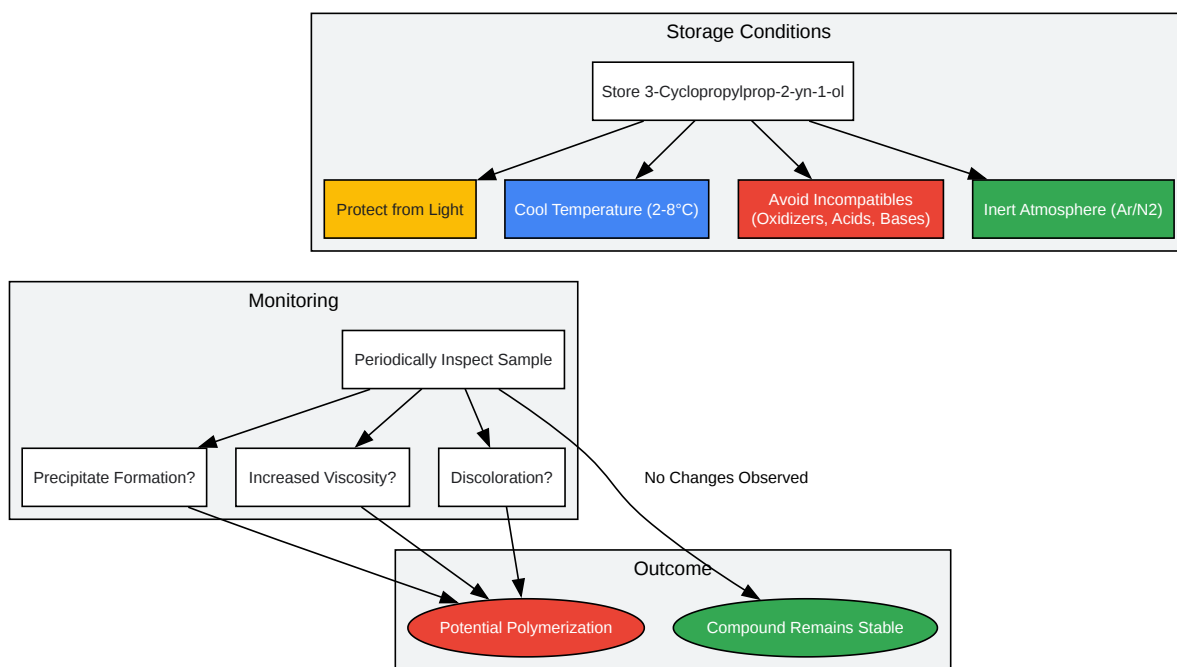 Storage Conditions
Store 3-Cyclopropylprop-2-yn-1-ol
Protect from Light
Cool Temperature (2-8°C)
Avoid Incompatibles
(Oxidizers, Acids, Bases)
Inert Atmosphere (Ar/N2)
Monitoring
Periodically Inspect Sample
Precipitate Formation?
Increased Viscosity?
Discoloration?
No Changes Observed
Outcome
Potential Polymerization
Compound Remains Stable